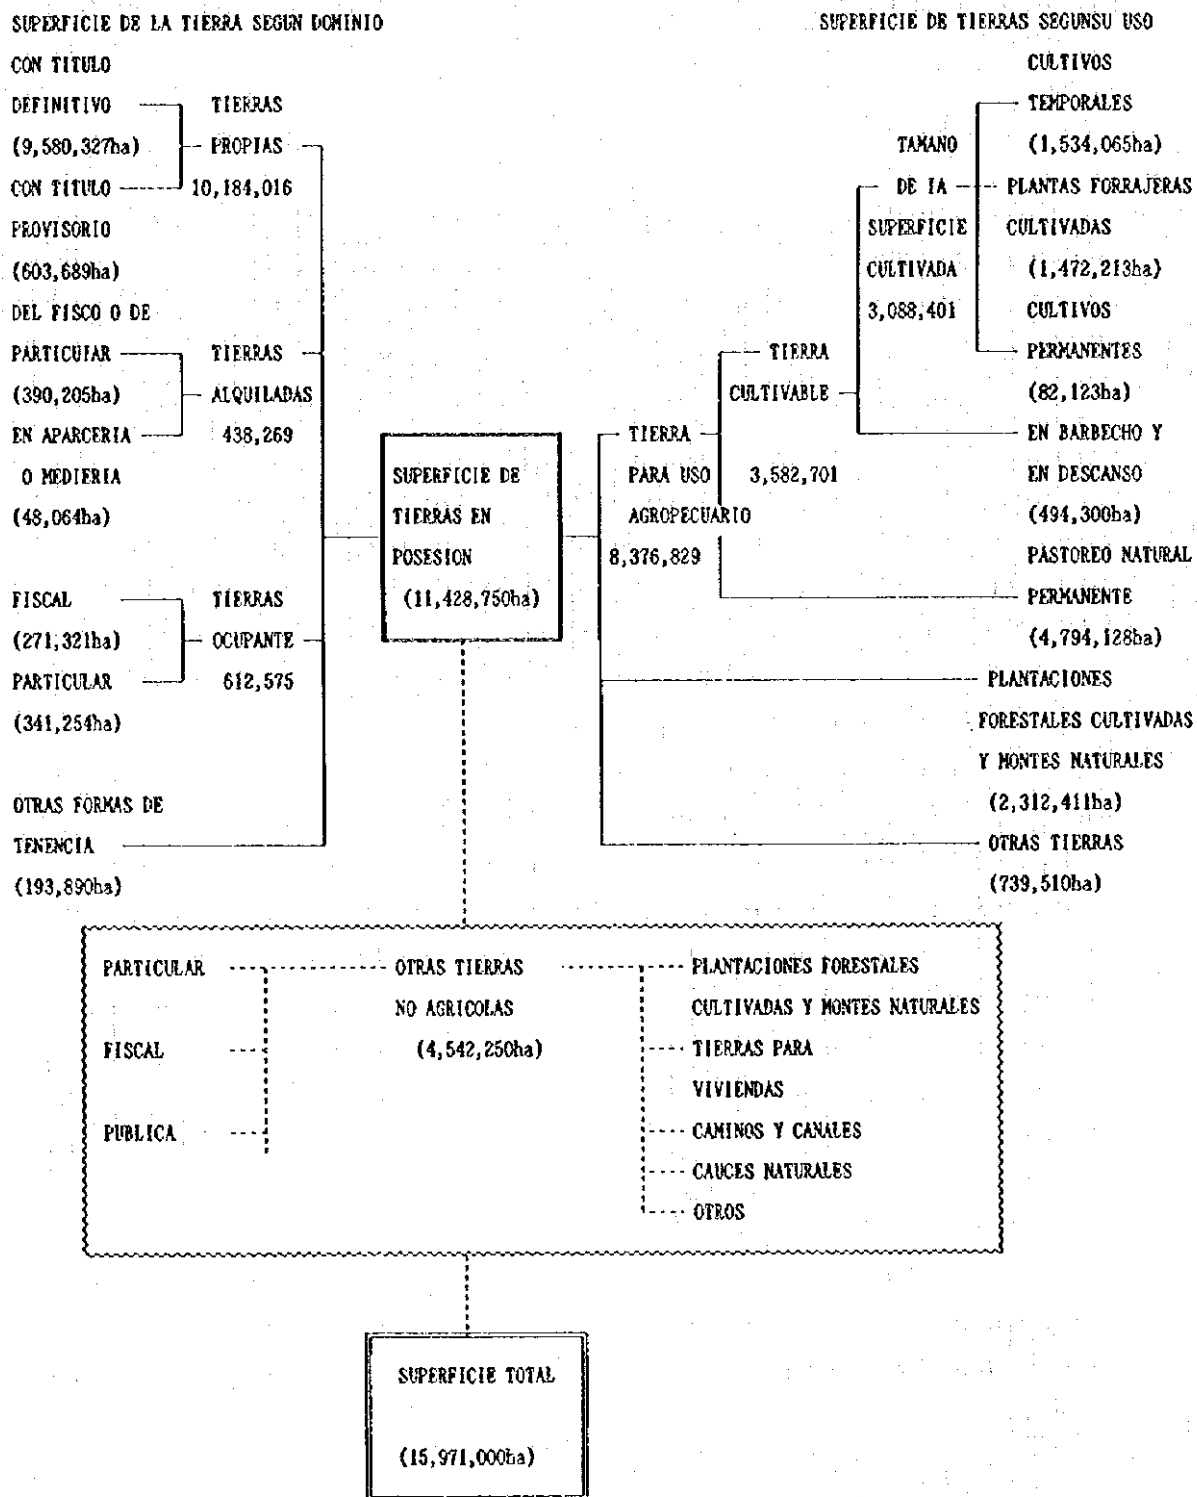 SUPERFICIE DE LA TIERRA SEGUN DOMINIO
CON TITULO
DEFINITIVO
(9,580,327ha)
CON TITULO
PROVISORIO
(603,689ha)
TIERRAS
PROPIAS
10,184,016
DEL FISCO O DE
PARTICUIAR
(390,205ha)
EN APARCERIA
O MEDIERIA
(48,064ha)
TIERRAS
ALQUILADAS
438,269
FISCAL
(271,321ha)
PARTICULAR
(341,254ha)
TIERRAS
OCUPANTE
612,575
OTRAS FORMAS DE
TENENCIA
(193,890ha)
SUPERFICIE DE
TIERRAS EN
POSESION
(11,428,750ha)
SUPERFICIE DE TIERRAS SEGUNSU USO
TIERRA
PARA USO
AGROPECUARIO
8,376,829
TIERRA
CULTIVABLE
3,582,701
TAMANO
DE IA
SUPERFICIE
CULTIVADA
3,088,401
CULTIVOS
TEMPORALES
(1,534,065ha)
PLANTAS FORRAJERAS
CULTIVADAS
(1,472,213ha)
CULTIVOS
PERMANENTES
(82,123ha)
EN BARBECHO Y
EN DESCANSO
(494,300ha)
PASTOREO NATURAL
PERMANENTE
(4,794,128ha)
PLANTACIONES
FORESTALES CULTIVADAS
Y MONTES NATURALES
(2,312,411ha)
OTRAS TIERRAS
(739,510ha)
PARTICULAR
FISCAL
PUBLICA
OTRAS TIERRAS
NO AGRICOLAS
(4,542,250ha)
PLANTACIONES FORESTALES
CULTIVADAS Y MONTES NATURALES
TIERRAS PARA
VIVIENDAS
CAMINOS Y CANALES
CAUCES NATURALES
OTROS
SUPERFICIE TOTAL
(15,971,000ha)